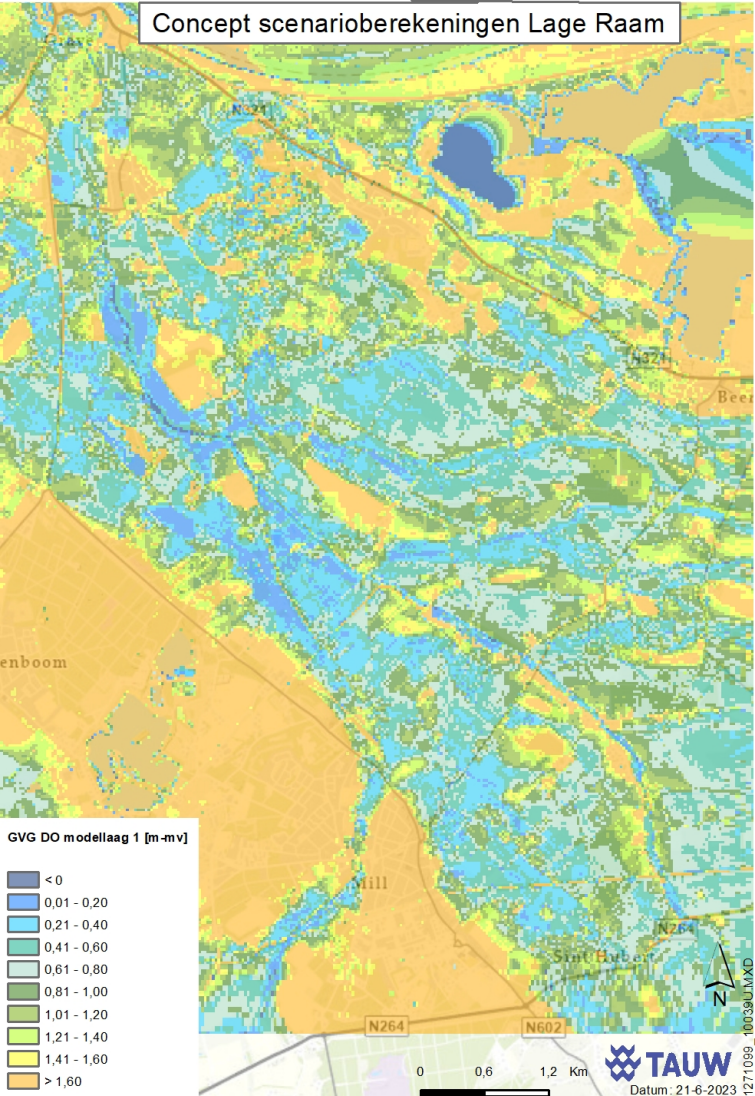 Concept scenarioberekeningen Lage Raam
N321
N321
Beer
enboom
GVG DO modellaag 1 [m-mv]
< 0
0,01 - 0,20
0,21 - 0,40
0,41 - 0,60
0,61 - 0,80
0,81 - 1,00
1,01 - 1,20
1,21 - 1,40
1,41 - 1,60
> 1,60
Mill
N264
Sint Hubert
N
N264
N602
0 0,6 1,2 Km
TAUW
Datum: 21-6-2023
1271099_10039U.MXD